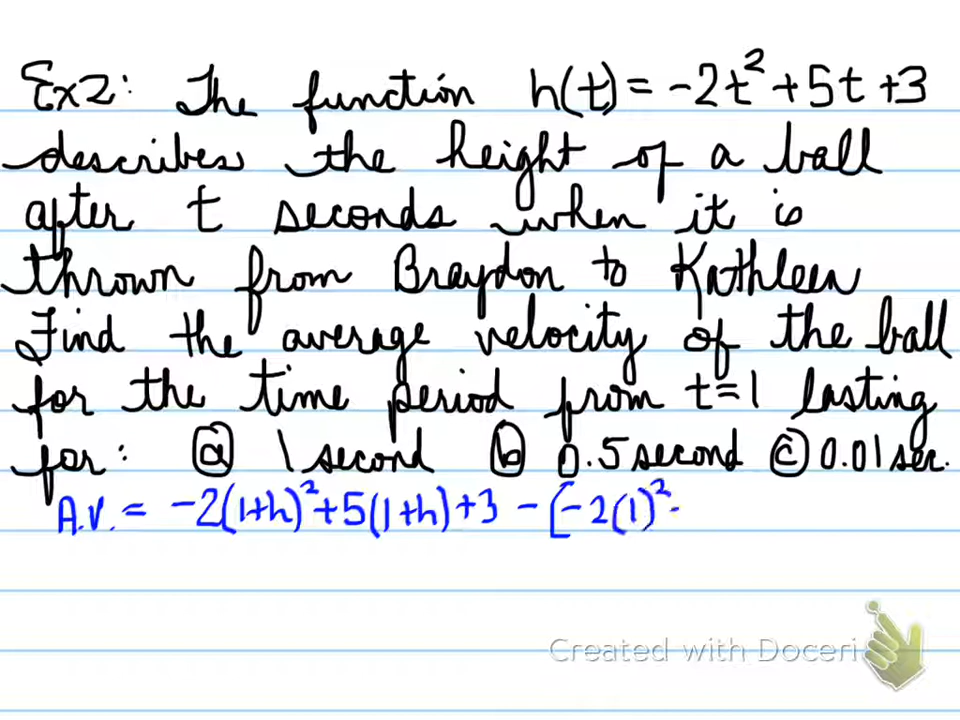 Ex2: The function h(t) = -2t² + 5t + 3
describes the height of a ball
after t seconds when it is
thrown from Braydon to Kathleen
Find the average velocity of the ball
for the time period from t=1 lasting
for: ⓐ 1 second ⓑ 0.5 second ⓒ 0.01 sec.
A.V. = -2(1+h)² + 5(1+h) + 3 - [-2(1)² -
Created with Doceri